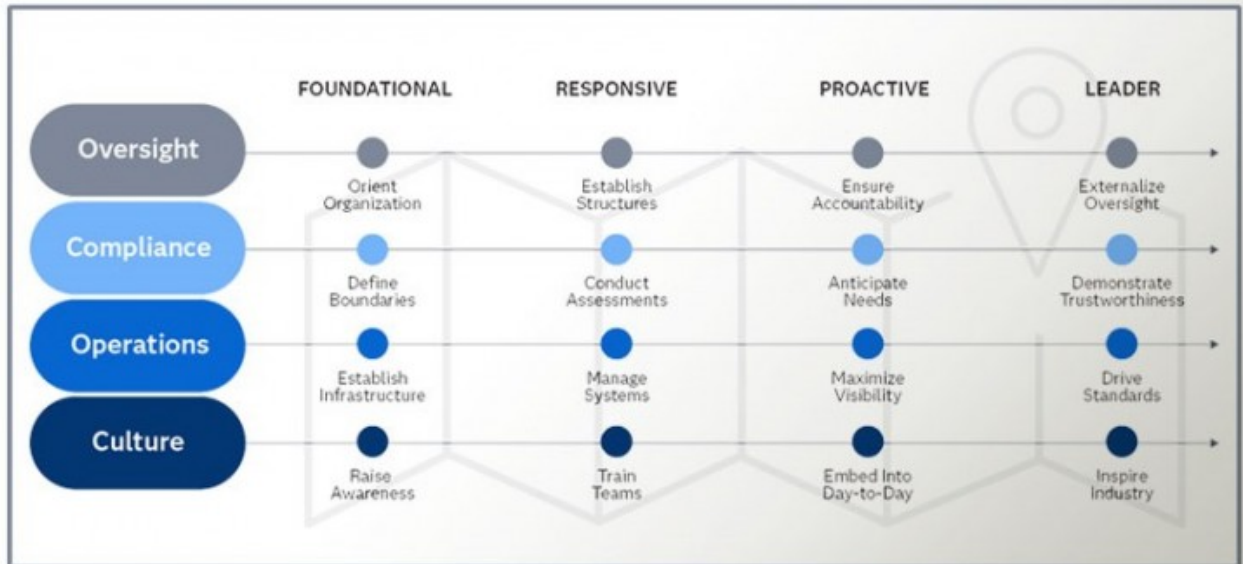 FOUNDATIONAL RESPONSIVE PROACTIVE LEADER
Oversight
Orient Establish Ensure Externalize
Organization Structures Accountability Oversight
Compliance
Define Conduct Anticipate Demonstrate
Boundaries Assessments Needs Trustworthiness
Operations
Establish Manage Maximize Drive
Infrastructure Systems Visibility Standards
Culture
Raise Train Embed Into Inspire
Awareness Teams Day-to-Day Industry